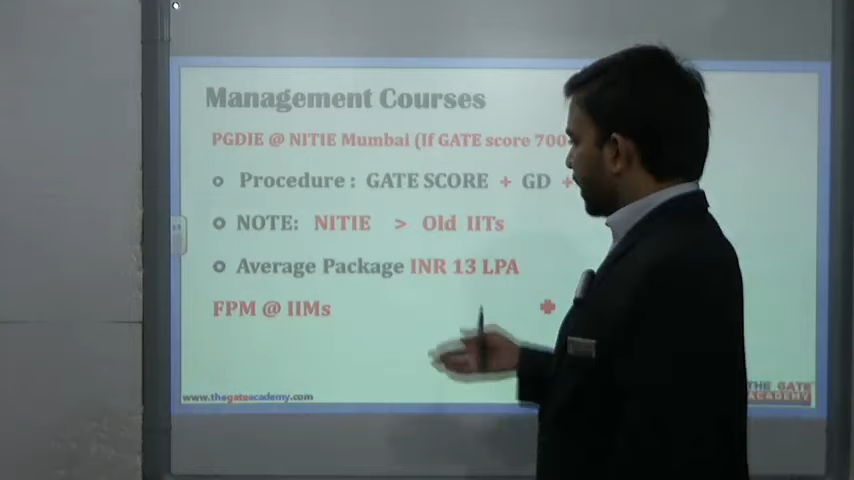 Management Courses
PGDIE @ NITIE Mumbai (If GATE score 700
Procedure : GATE SCORE + GD +
NOTE: NITIE > Old IITs
Average Package INR 13 LPA
FPM @ IIMs
www.thegateacademy.com
THE GATE
ACADEMY